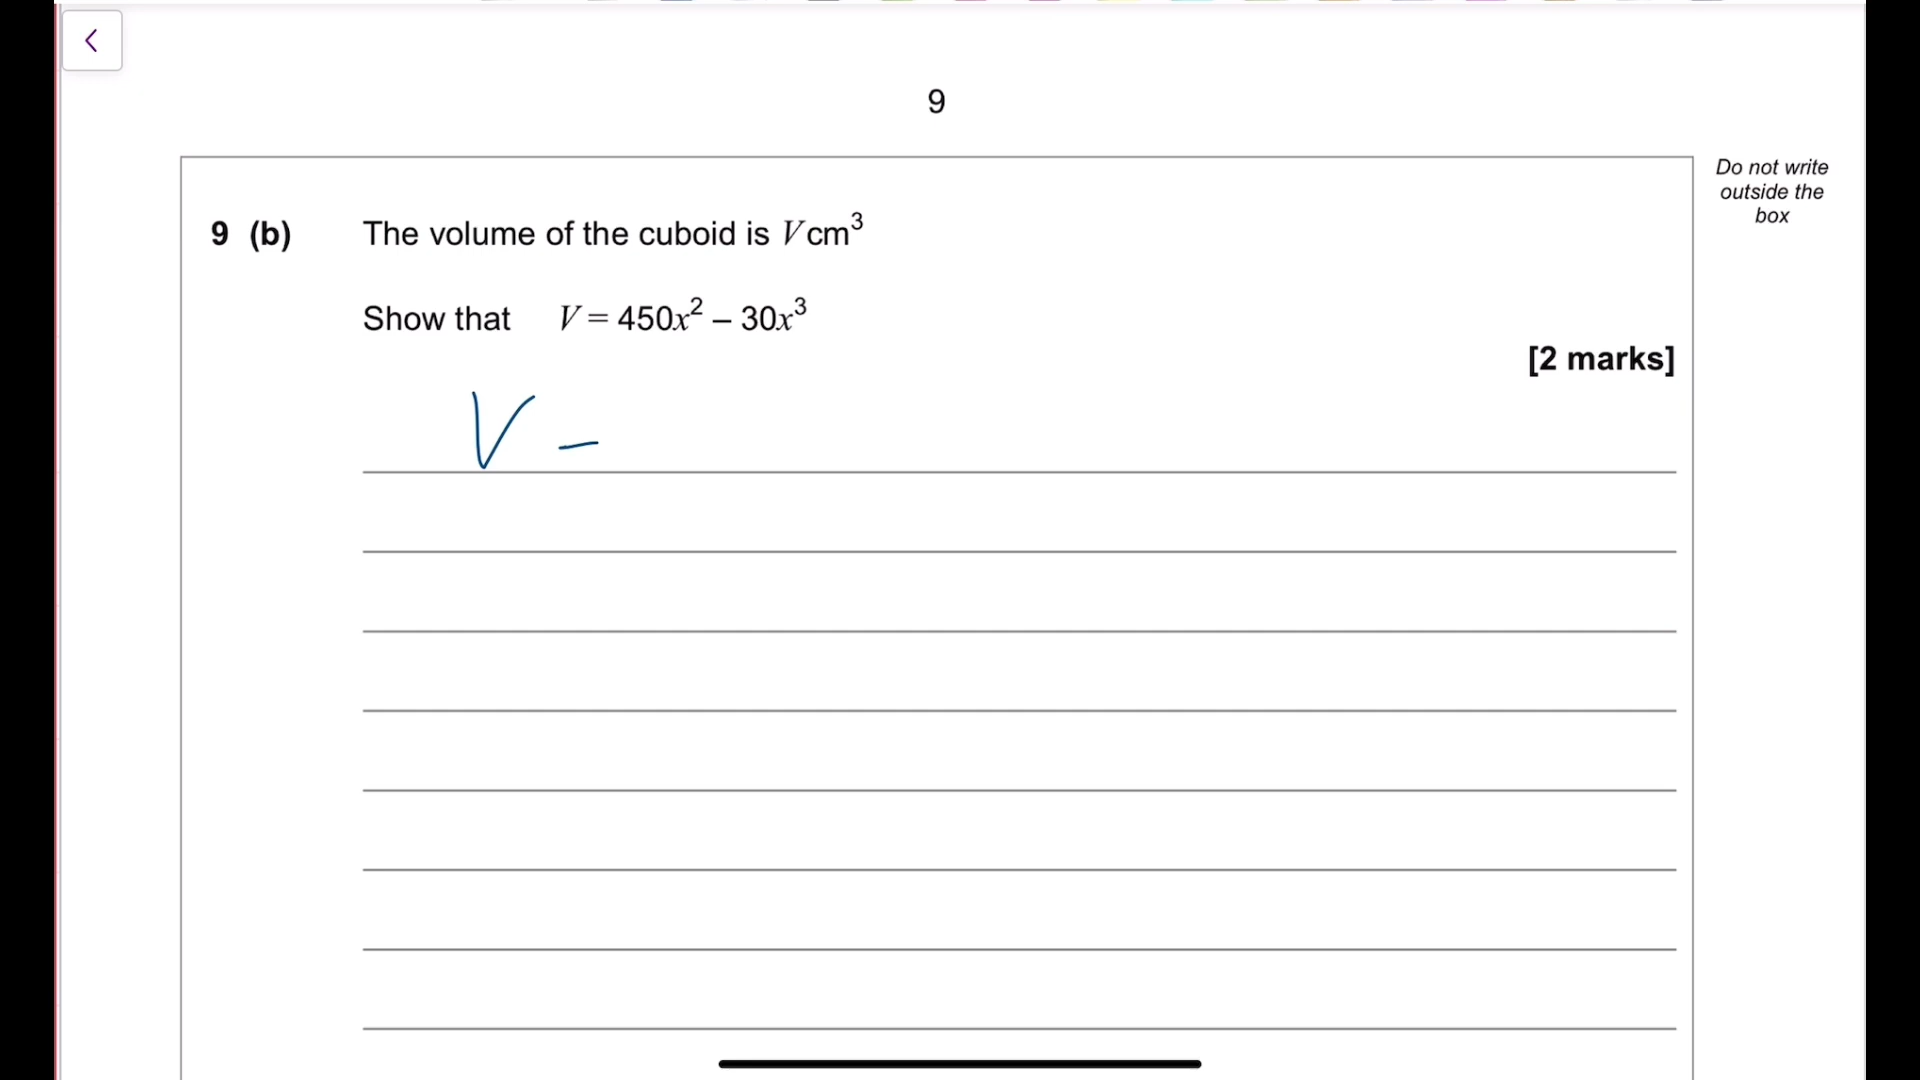 9
Do not write
outside the
box
9 (b) The volume of the cuboid is V cm³
Show that V = 450x² – 30x³
[2 marks]
V –